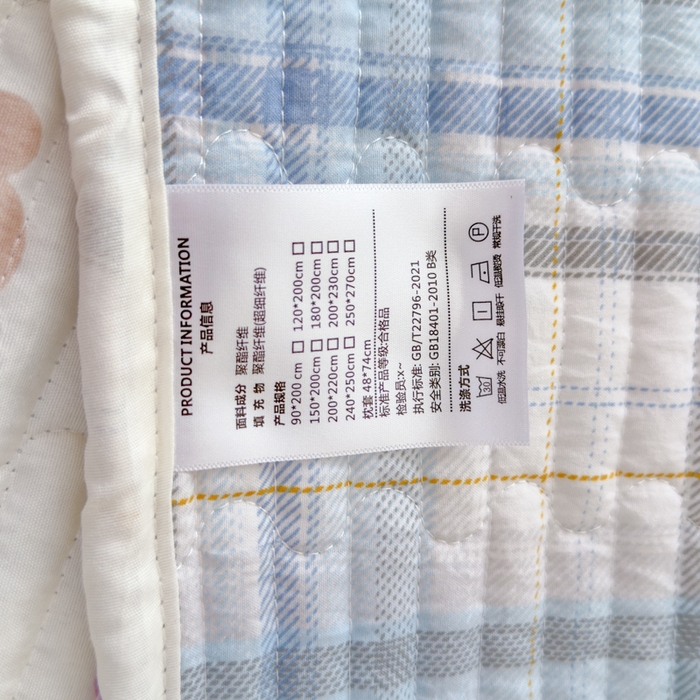 PRODUCT INFORMATION
产品信息
面料成分 聚酯纤维
填 充 物 聚酯纤维(超细纤维)
产品规格
90*200 cm □ 120*200cm □
150*200cm □ 180*200cm □
200*220cm □ 200*230cm □
240*250cm □ 250*270cm □
枕套 48*74cm
标准产品等级:合格品
检验员:x~
执行标准: GB/T22796-2021
安全类别: GB18401-2010 B类
洗涤方式
30
P
低温水洗 不可漂白 悬挂晾干 低温熨烫 常规干洗